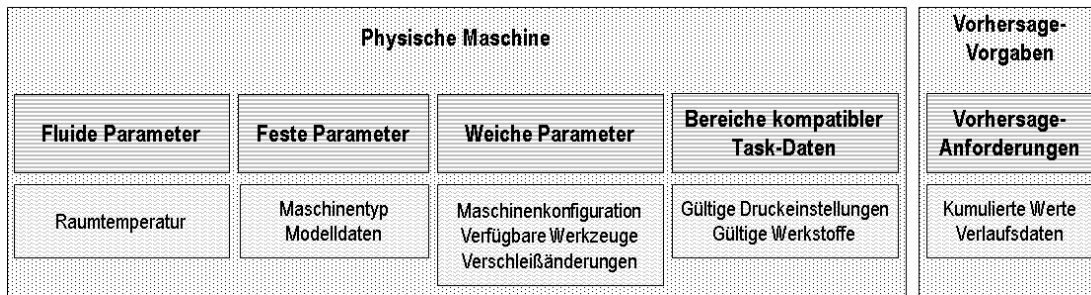 Physische Maschine
Fluide Parameter
Feste Parameter
Weiche Parameter
Bereiche kompatibler
Task-Daten
Raumtemperatur
Maschinentyp
Modelldaten
Maschinenkonfiguration
Verfügbare Werkzeuge
Verschleißänderungen
Gültige Druckeinstellungen
Gültige Werkstoffe
Vorhersage-
Vorgaben
Vorhersage-
Anforderungen
Kumulierte Werte
Verlaufsdaten